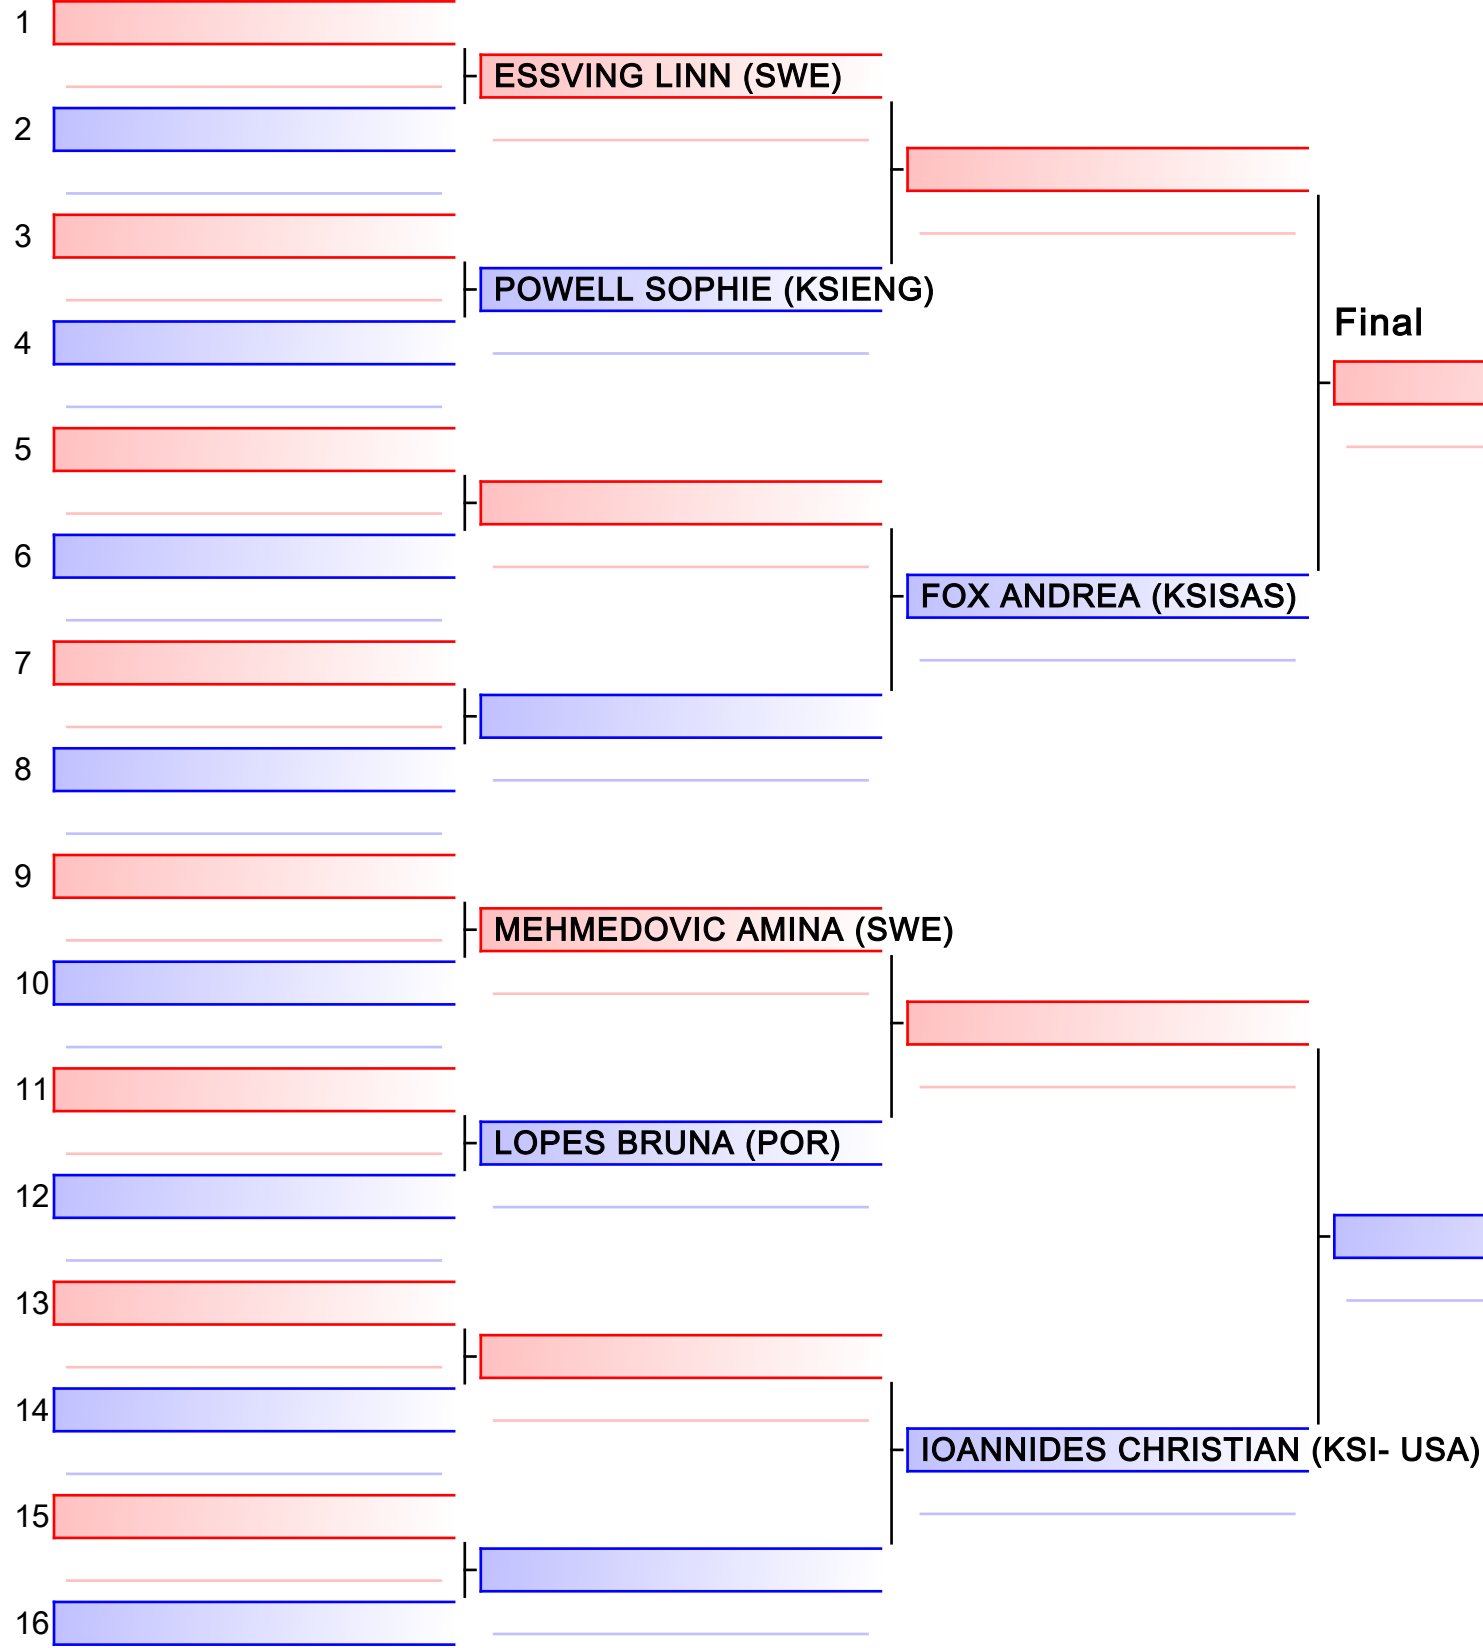 1
ESSVING LINN (SWE)
2
3
POWELL SOPHIE (KSIENG)
Final
4
5
6
FOX ANDREA (KSISAS)
7
8
9
MEHMEDOVIC AMINA (SWE)
10
11
LOPES BRUNA (POR)
12
13
14
IOANNIDES CHRISTIAN (KSI- USA)
15
16